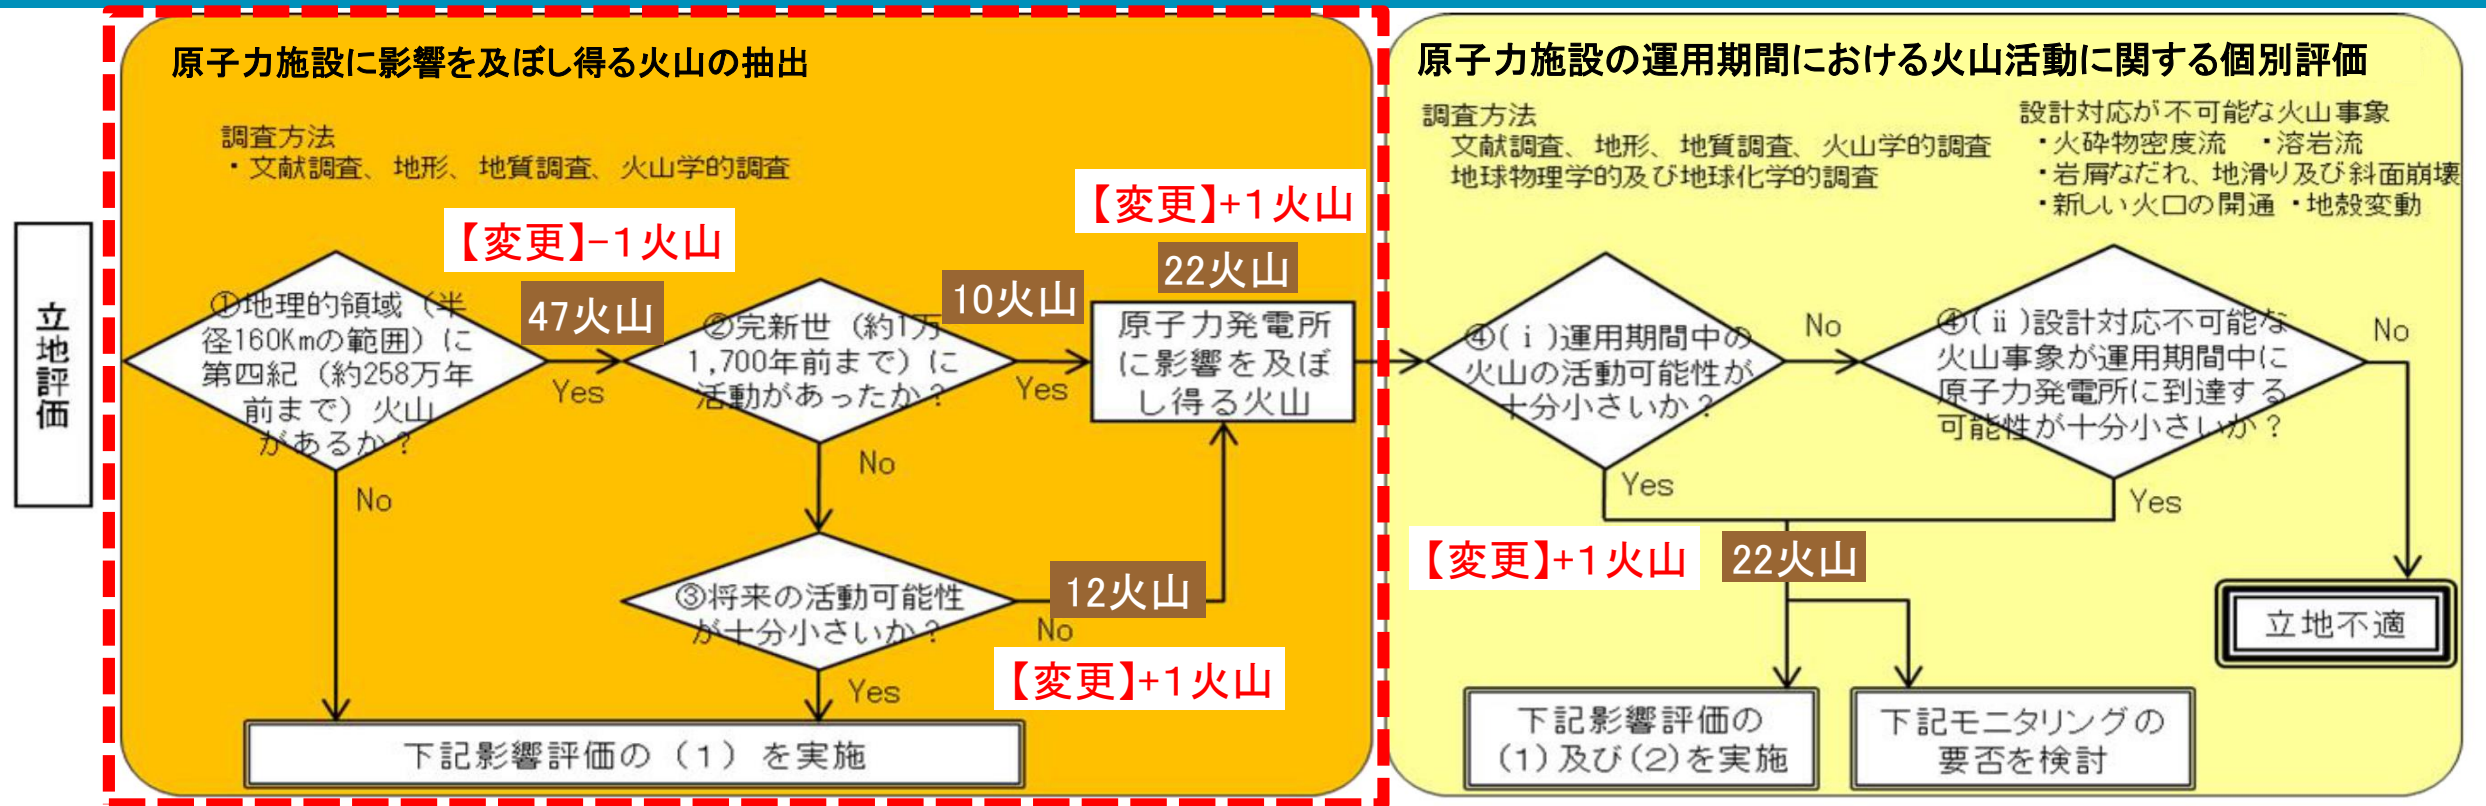 立地評価
原子力施設に影響を及ぼし得る火山の抽出
調査方法
・文献調査、地形、地質調査、火山学的調査
【変更】-1火山
47火山
10火山
【変更】+1火山
22火山
①地理的領域（半
径160Kmの範囲）に
第四紀（約258万年
前まで）火山
があるか？
Yes
No
②完新世（約1万
1,700年前まで）に
活動があったか？
Yes
No
原子力発電所
に影響を及ぼ
し得る火山
③将来の活動可能性
が十分小さいか？
12火山
No
【変更】+1火山
Yes
下記影響評価の（1）を実施
原子力施設の運用期間における火山活動に関する個別評価
調査方法
文献調査、地形、地質調査、火山学的調査
地球物理学的及び地球化学的調査
設計対応が不可能な火山事象
・火砕物密度流　・溶岩流
・岩屑なだれ、地滑り及び斜面崩壊
・新しい火口の開通・地殻変動
④(ⅰ)運用期間中の
火山の活動可能性が
十分小さいか？
No
Yes
④(ⅱ)設計対応不可能な
火山事象が運用期間中に
原子力発電所に到達する
可能性が十分小さいか？
No
Yes
【変更】+1火山
22火山
立地不適
下記影響評価の
(1)及び(2)を実施
下記モニタリングの
要否を検討